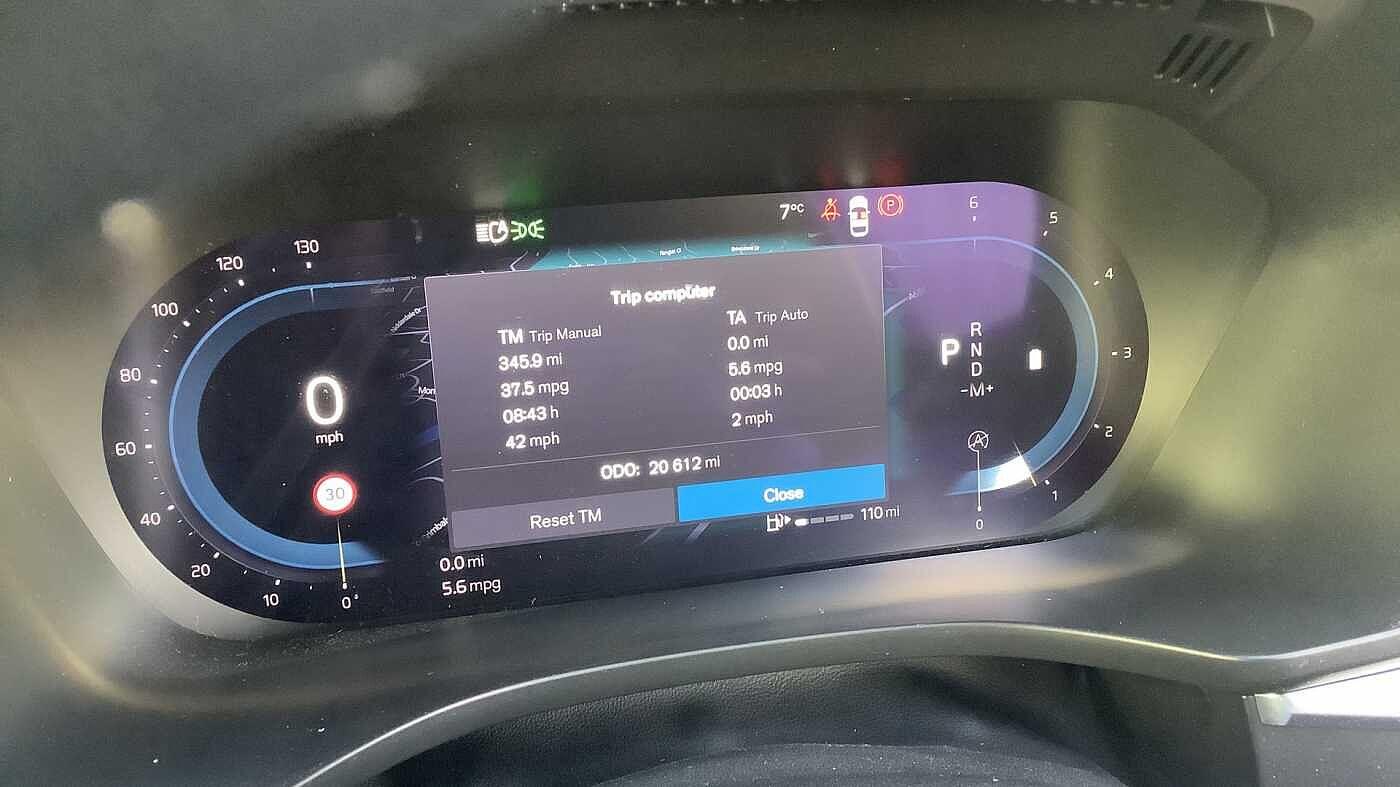 7°C
P
130
120
100
80
60
40
20
10
0
0
mph
30
Trip computer
TM Trip Manual
345.9 mi
37.5 mpg
08:43 h
42 mph
TA Trip Auto
0.0 mi
5.6 mpg
00:03 h
2 mph
ODO: 20 612 mi
Reset TM
Close
0.0 mi
5.6 mpg
110 mi
P
R
N
D
-M+
A
6
5
4
3
2
1
0